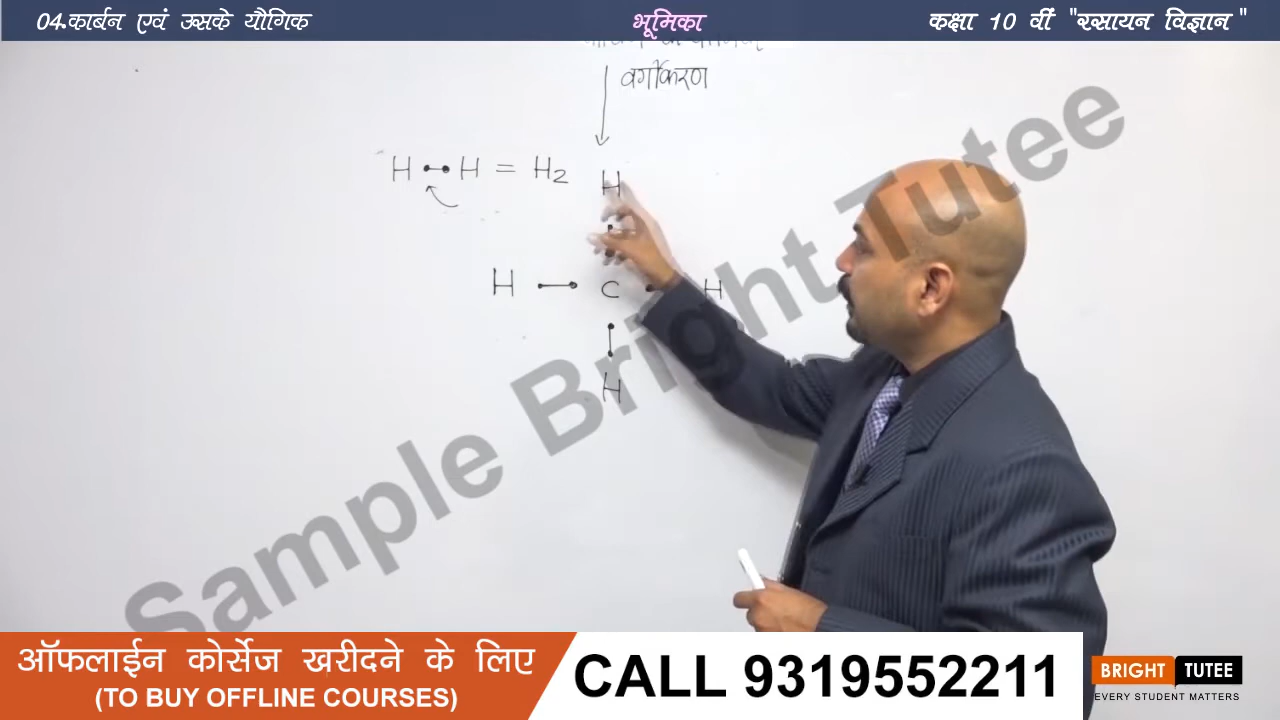 04.कार्बन एवं उसके यौगिक
भूमिका
कक्षा 10 वीं "रसायन विज्ञान"
वर्गीकरण
H H = H2
H
H C H
H
Sample Bright Tutee
ऑफलाईन कोर्सेज खरीदने के लिए
(TO BUY OFFLINE COURSES)
CALL 9319552211
BRIGHT TUTEE
EVERY STUDENT MATTERS